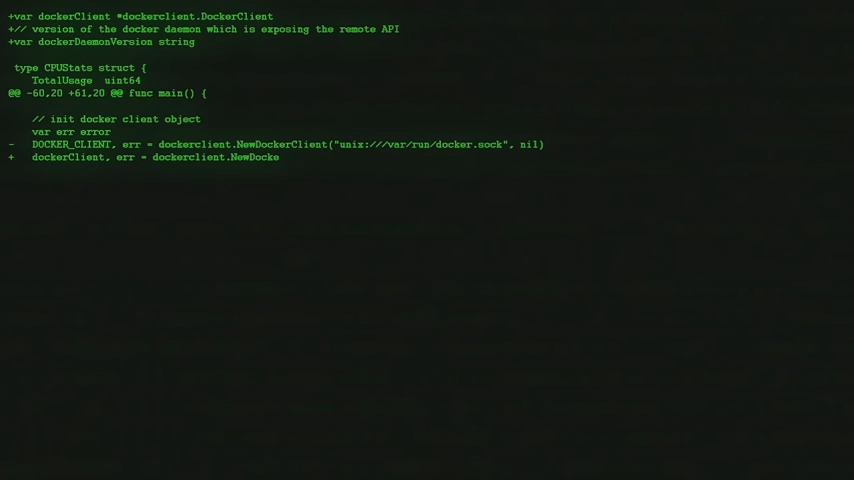 +var dockerClient *dockerclient.DockerClient
+// version of the docker daemon which is exposing the remote API
+var dockerDaemonVersion string
type CPUStats struct {
TotalUsage uint64
@@ -60,20 +61,20 @@ func main() {
// init docker client object
var err error
- DOCKER_CLIENT, err = dockerclient.NewDockerClient("unix:///var/run/docker.sock", nil)
+ dockerClient, err = dockerclient.NewDocke